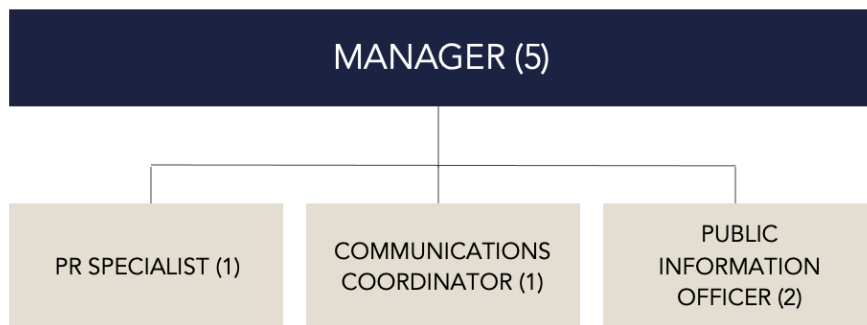 MANAGER (5)
PR SPECIALIST (1)
COMMUNICATIONS
COORDINATOR (1)
PUBLIC
INFORMATION
OFFICER (2)